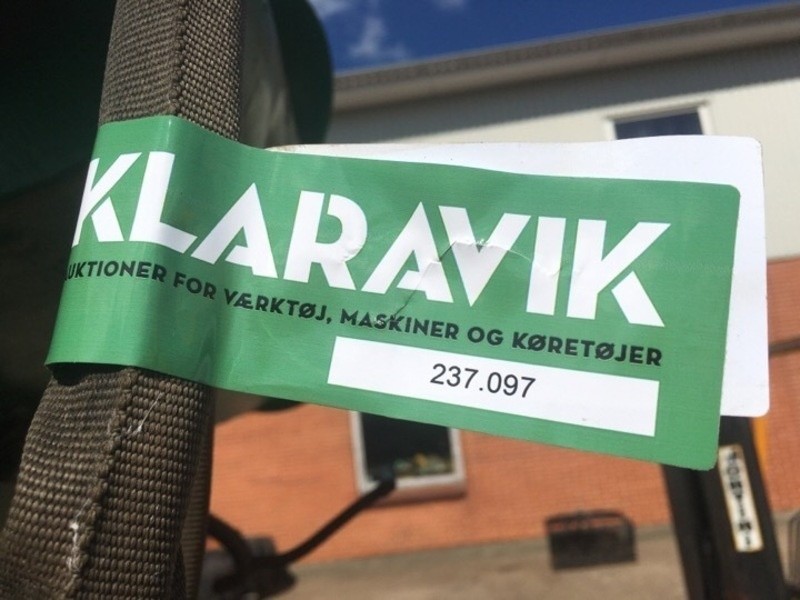 KLARAVIK
UKTIONER FOR VÆRKTØJ, MASKINER OG KØRETØJER
237.097